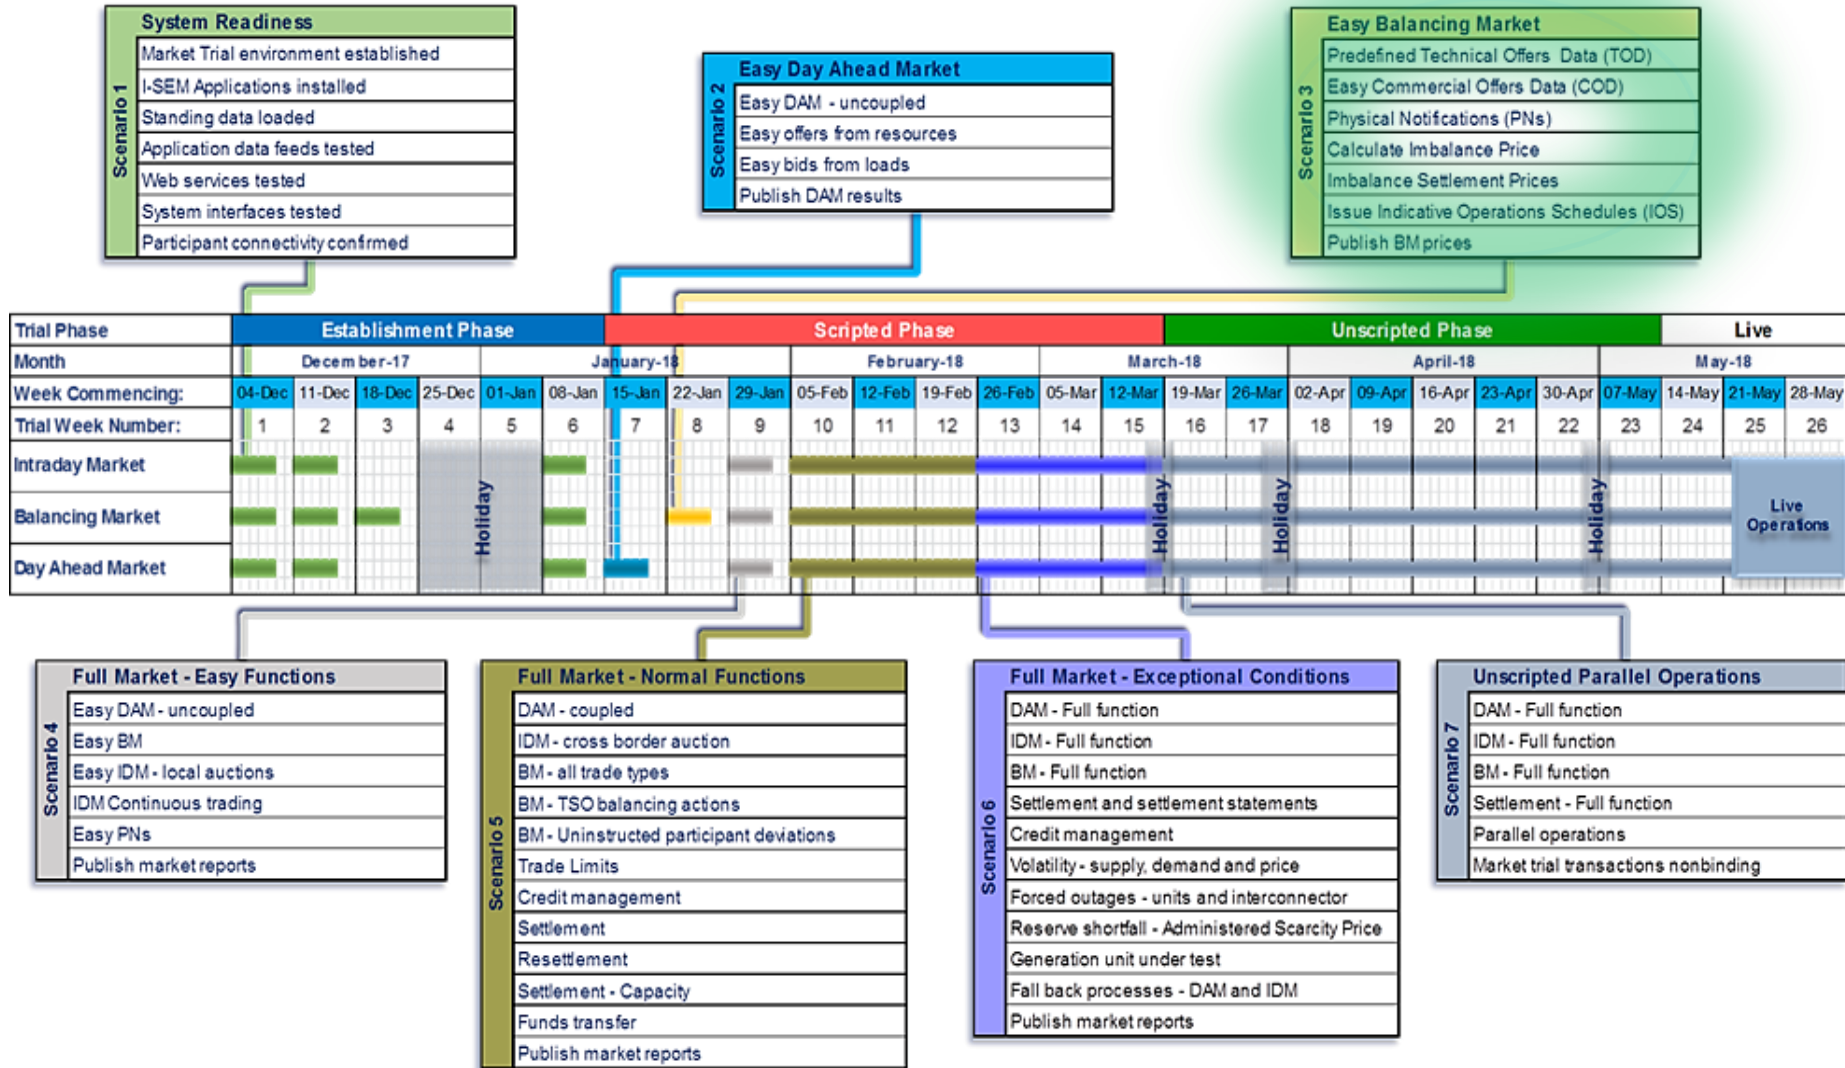 Scenario 1
System Readiness
Market Trial environment established
I-SEM Applications installed
Standing data loaded
Application data feeds tested
Web services tested
System interfaces tested
Participant connectivity confirmed
Scenario 2
Easy Day Ahead Market
Easy DAM - uncoupled
Easy offers from resources
Easy bids from loads
Publish DAM results
Scenario 3
Easy Balancing Market
Predefined Technical Offers Data (TOD)
Easy Commercial Offers Data (COD)
Physical Notifications (PNs)
Calculate Imbalance Price
Imbalance Settlement Prices
Issue Indicative Operations Schedules (IOS)
Publish BM prices
Trial Phase Establishment Phase Scripted Phase Unscripted Phase Live
Month December-17 January-18 February-18 March-18 April-18 May-18
Week Commencing: 04-Dec 11-Dec 18-Dec 25-Dec 01-Jan 08-Jan 15-Jan 22-Jan 29-Jan 05-Feb 12-Feb 19-Feb 26-Feb 05-Mar 12-Mar 19-Mar 26-Mar 02-Apr 09-Apr 16-Apr 23-Apr 30-Apr 07-May 14-May 21-May 28-May
Trial Week Number: 1 2 3 4 5 6 7 8 9 10 11 12 13 14 15 16 17 18 19 20 21 22 23 24 25 26
Intraday Market
Balancing Market
Day Ahead Market
Holiday
Holiday
Holiday
Holiday
Live
Operations
Scenario 4
Full Market - Easy Functions
Easy DAM - uncoupled
Easy BM
Easy IDM - local auctions
IDM Continuous trading
Easy PNs
Publish market reports
Scenario 5
Full Market - Normal Functions
DAM - coupled
IDM - cross border auction
BM - all trade types
BM - TSO balancing actions
BM - Uninstructed participant deviations
Trade Limits
Credit management
Settlement
Resettlement
Settlement - Capacity
Funds transfer
Publish market reports
Scenario 6
Full Market - Exceptional Conditions
DAM - Full function
IDM - Full function
BM - Full function
Settlement and settlement statements
Credit management
Volatility - supply, demand and price
Forced outages - units and interconnector
Reserve shortfall - Administered Scarcity Price
Generation unit under test
Fall back processes - DAM and IDM
Publish market reports
Scenario 7
Unscripted Parallel Operations
DAM - Full function
IDM - Full function
BM - Full function
Settlement - Full function
Parallel operations
Market trial transactions nonbinding